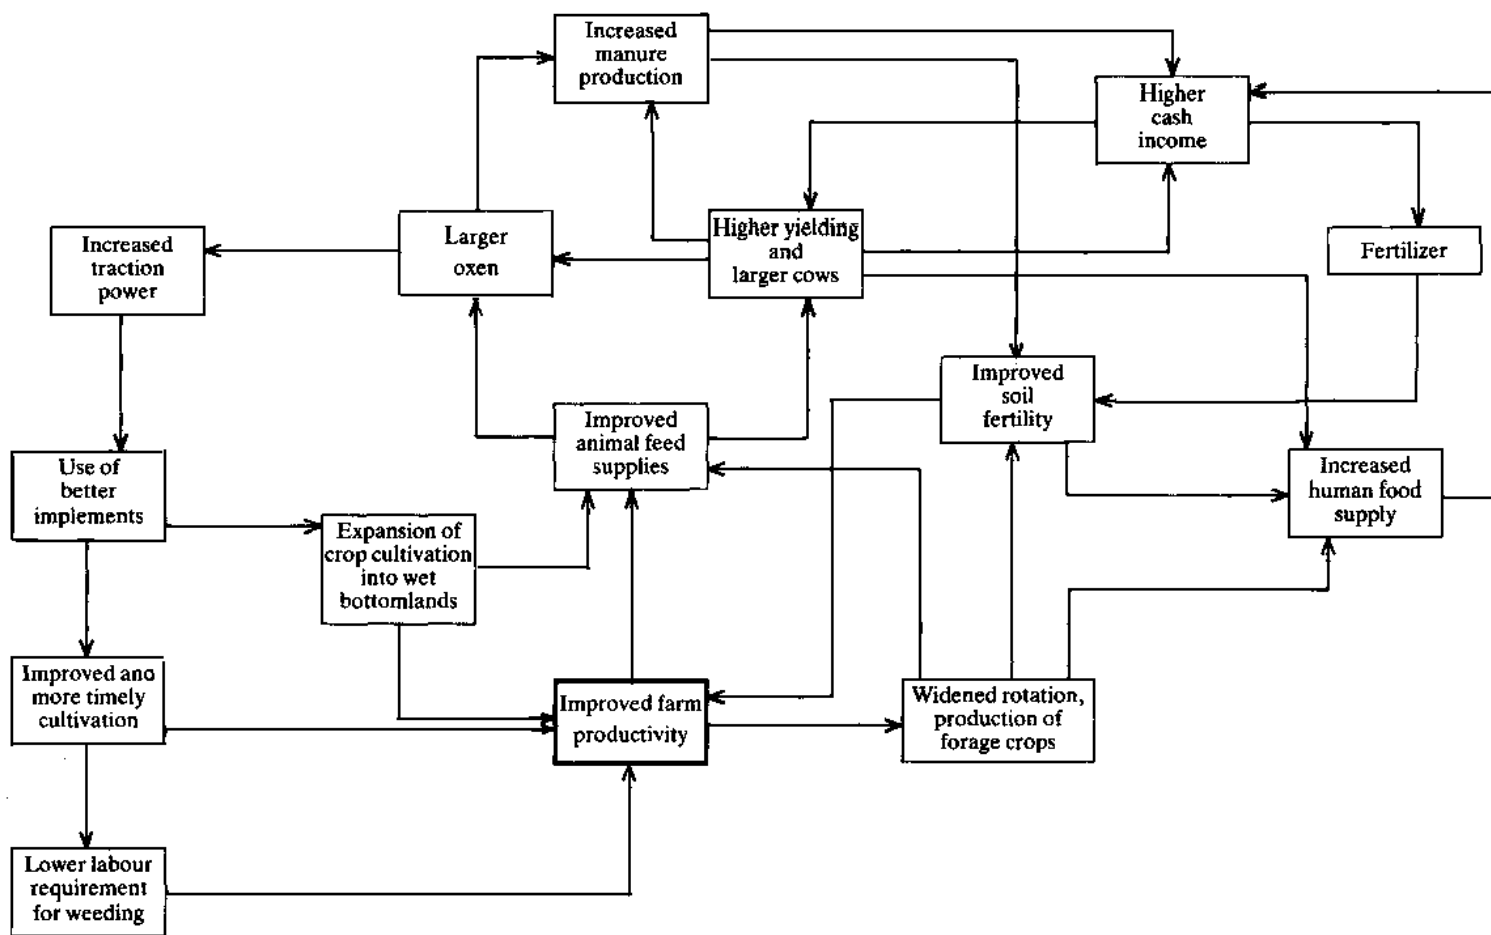 Increased
manure
production
Higher
cash
income
Increased
traction
power
Larger
oxen
Higher yielding
and
larger cows
Fertilizer
Improved
soil
fertility
Improved
animal feed
supplies
Use of
better
implements
Increased
human food
supply
Expansion of
crop cultivation
into wet
bottomlands
Improved and
more timely
cultivation
Improved farm
productivity
Widened rotation,
production of
forage crops
Lower labour
requirement
for weeding